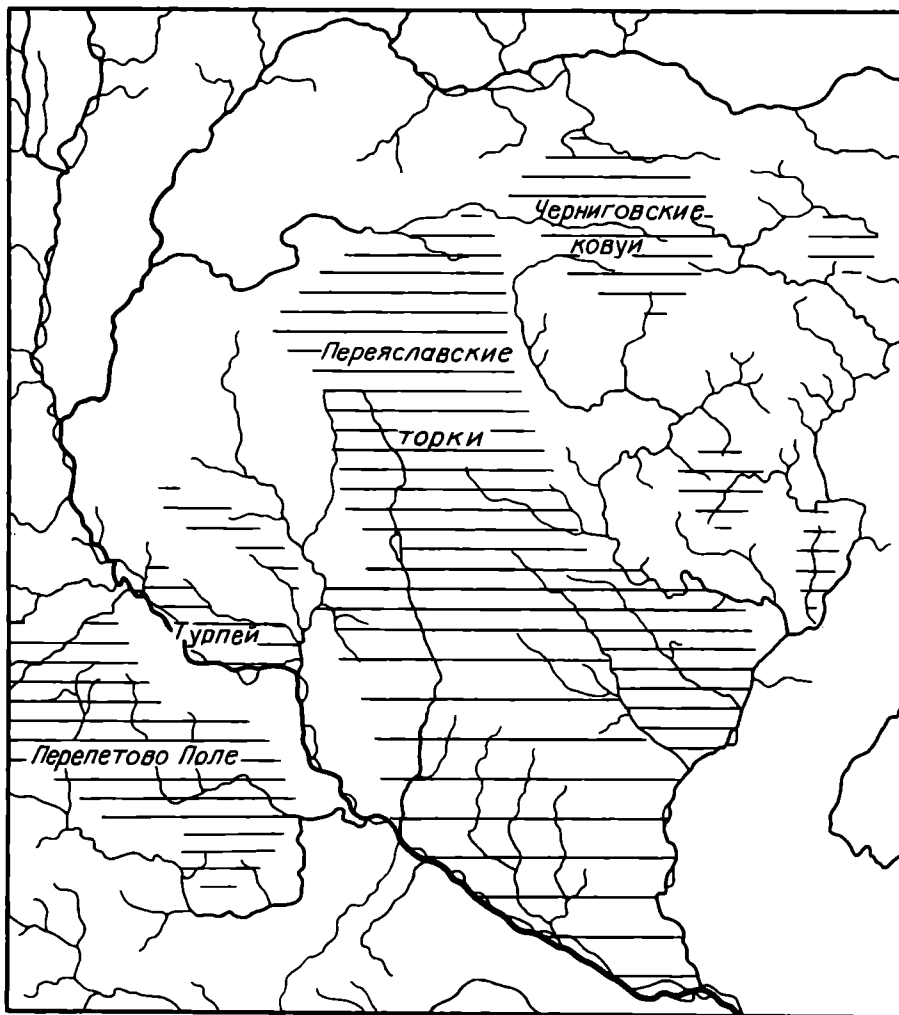 Черниговские-
ковуи
Переяславские
торки
Турпей
Перепетово Поле